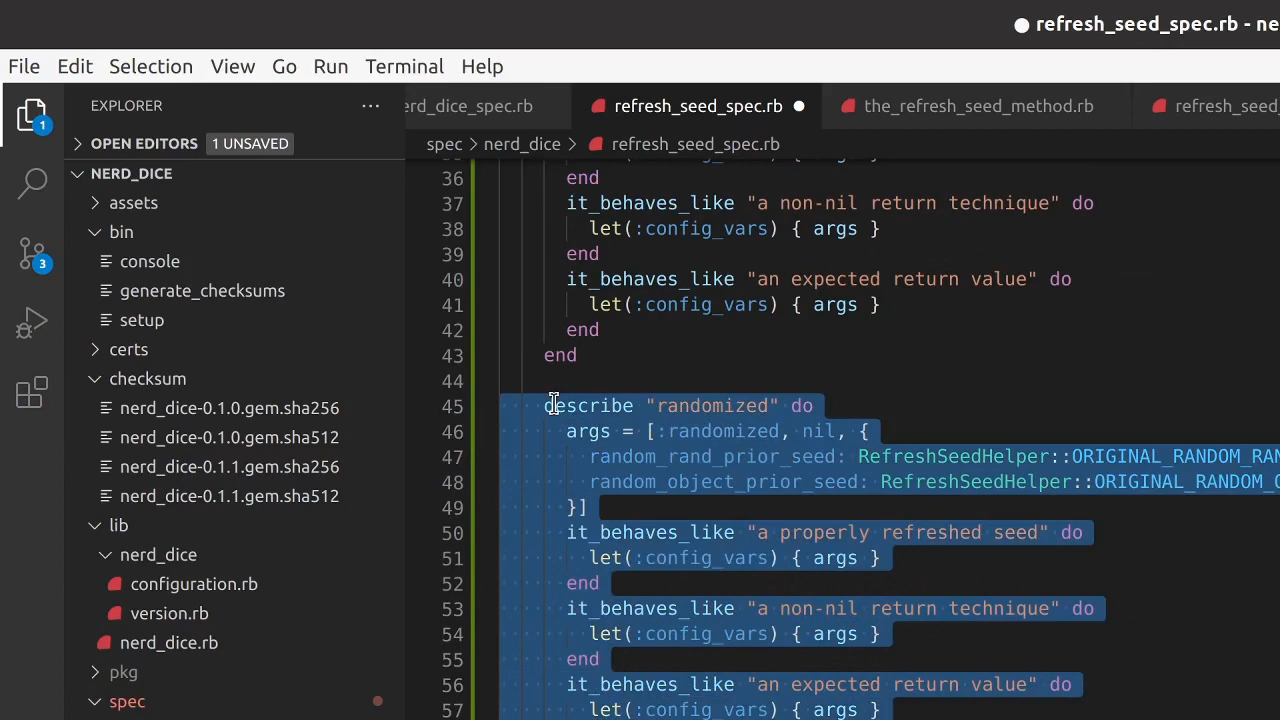 refresh_seed_spec.rb - ne
File Edit Selection View Go Run Terminal Help
EXPLORER
erd_dice_spec.rb
refresh_seed_spec.rb
the_refresh_seed_method.rb
refresh_seed_
OPEN EDITORS 1 UNSAVED
spec > nerd_dice > refresh_seed_spec.rb
1
3
NERD_DICE
assets
bin
console
generate_checksums
setup
certs
checksum
nerd_dice-0.1.0.gem.sha256
nerd_dice-0.1.0.gem.sha512
nerd_dice-0.1.1.gem.sha256
nerd_dice-0.1.1.gem.sha512
lib
nerd_dice
configuration.rb
version.rb
nerd_dice.rb
pkg
spec
36 end
37 it_behaves_like "a non-nil return technique" do
38 let(:config_vars) { args }
39 end
40 it_behaves_like "an expected return value" do
41 let(:config_vars) { args }
42 end
43 end
44
45 describe "randomized" do
46 args = [:randomized, nil, {
47 random_rand_prior_seed: RefreshSeedHelper::ORIGINAL_RANDOM_RAN
48 random_object_prior_seed: RefreshSeedHelper::ORIGINAL_RANDOM_O
49 }]
50 it_behaves_like "a properly refreshed seed" do
51 let(:config_vars) { args }
52 end
53 it_behaves_like "a non-nil return technique" do
54 let(:config_vars) { args }
55 end
56 it_behaves_like "an expected return value" do
57 let(:config_vars) { args }